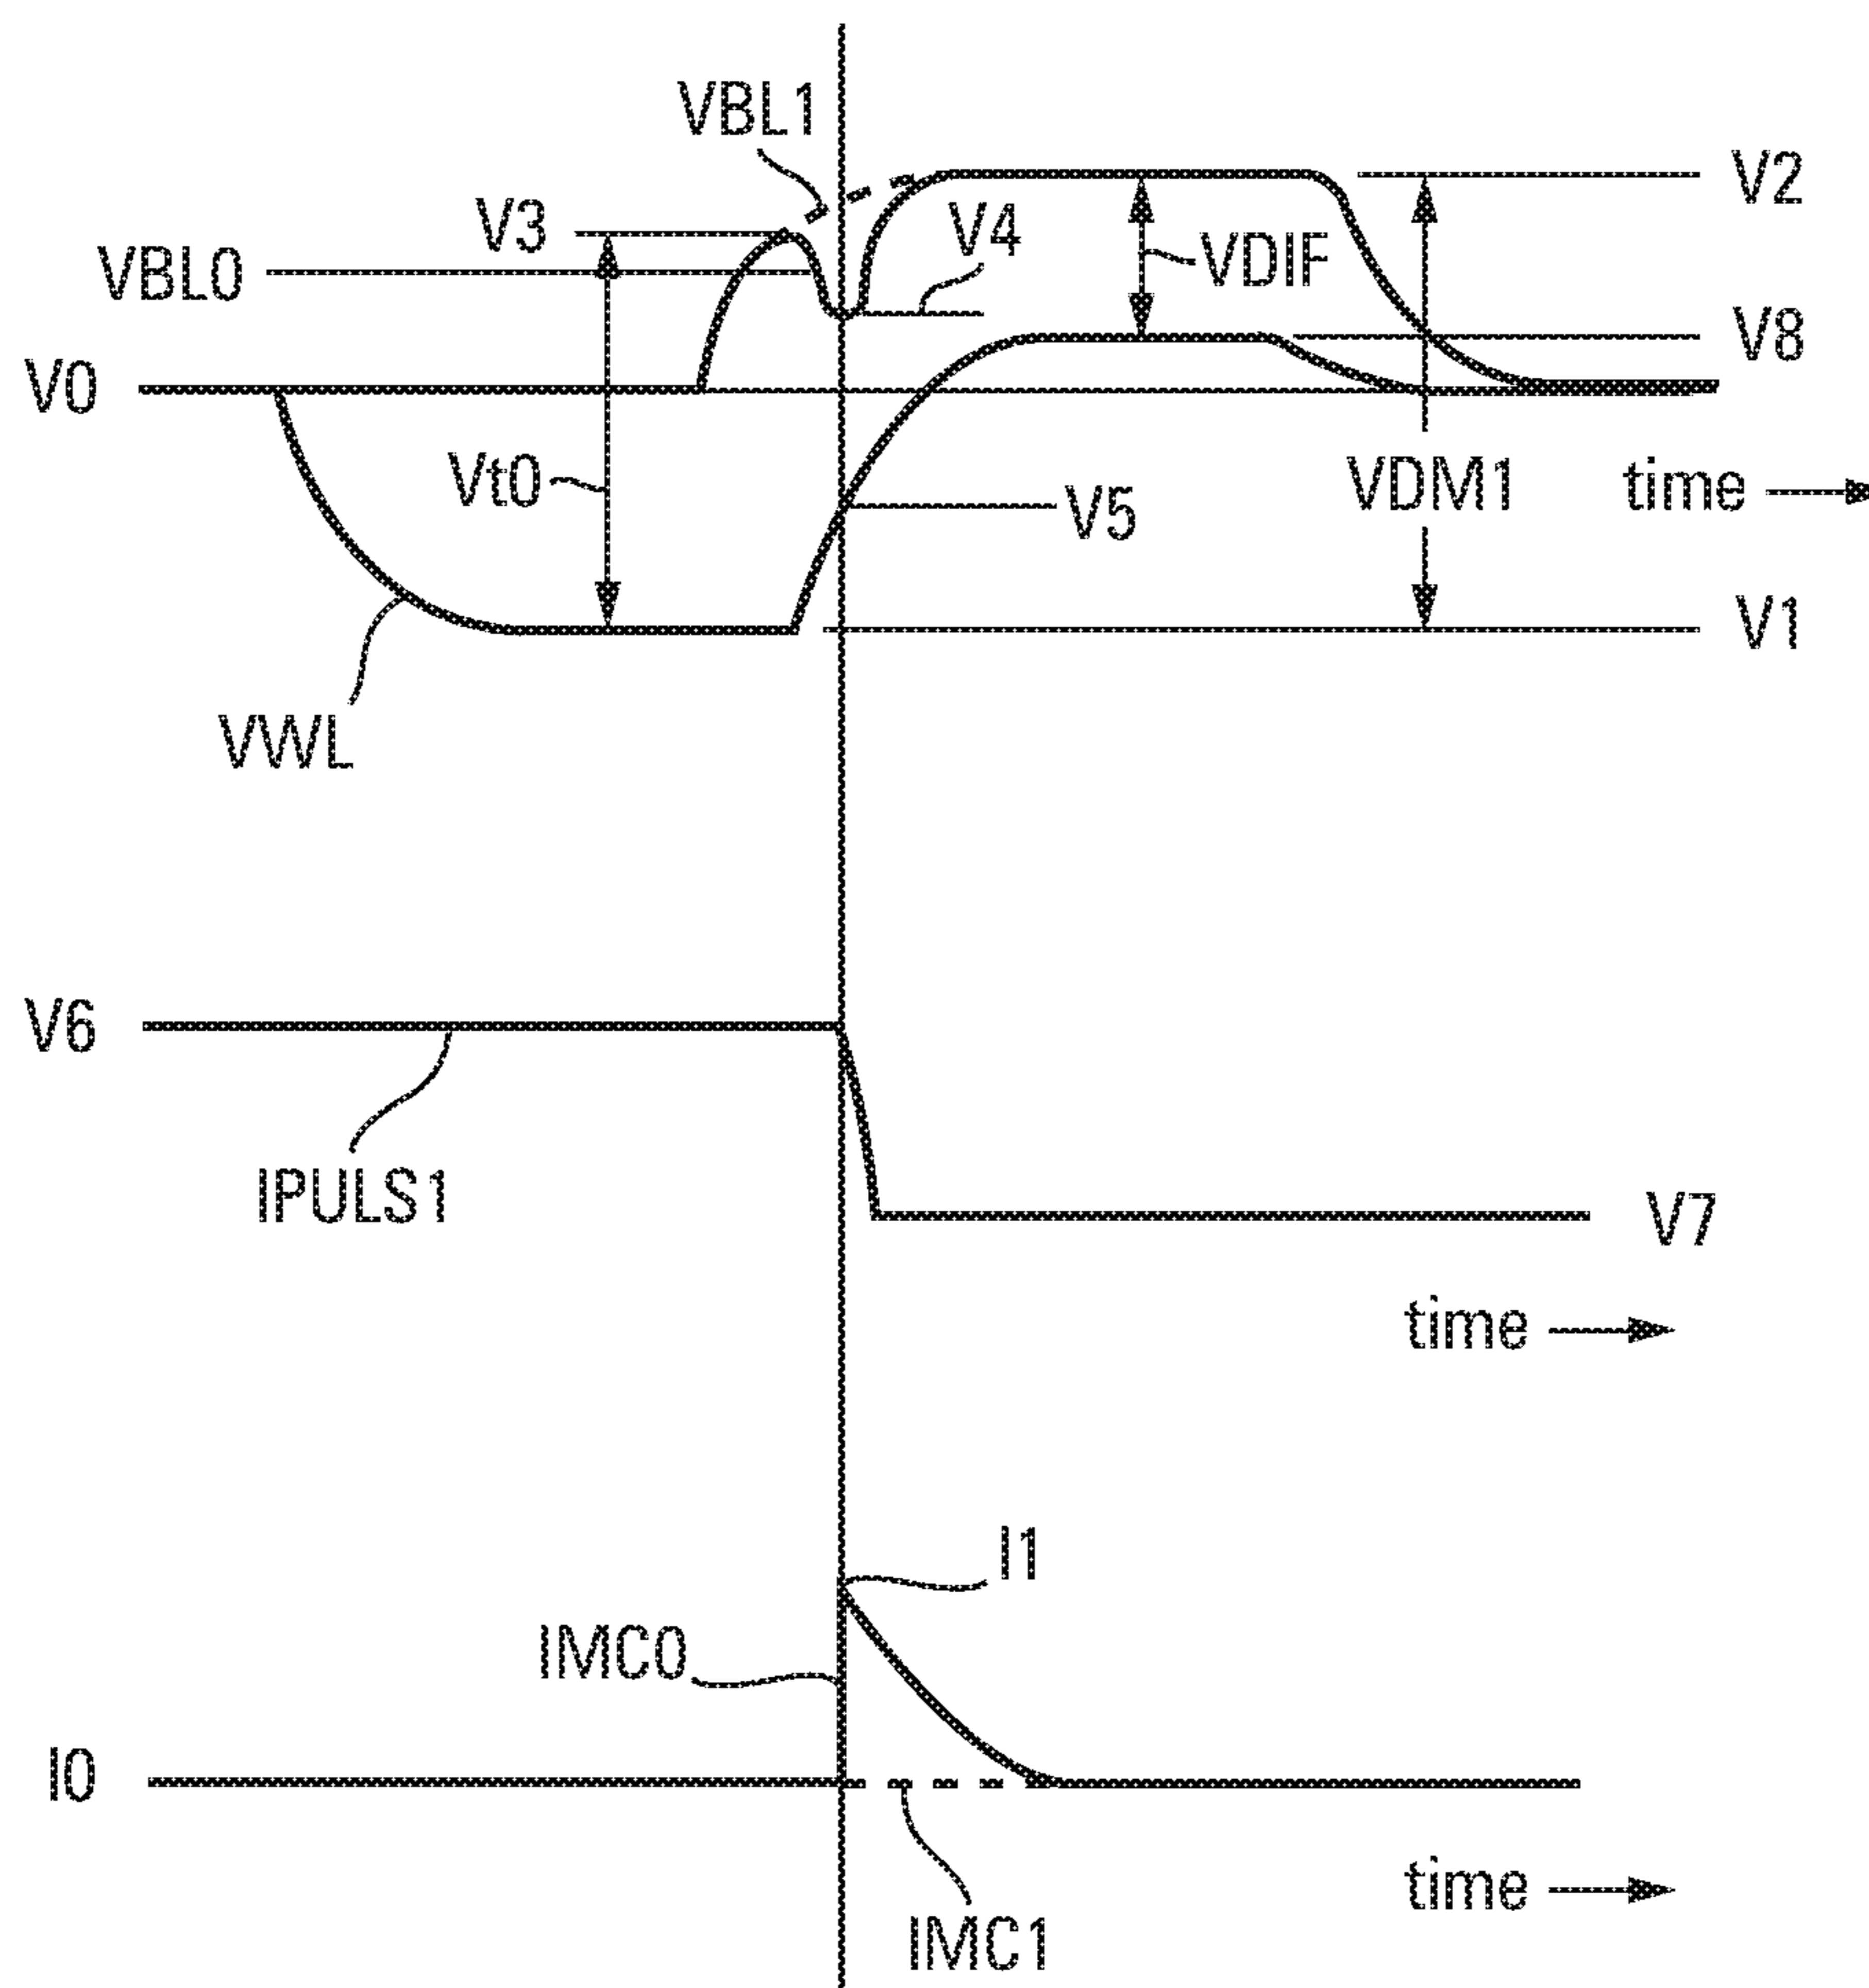 VBL1
V2
V3
V4
VBL0
VDIF
V8
V0
Vt0
VDM1
time
V5
V1
VWL
V6
IPULS1
V7
time
I1
IMC0
I0
time
IMC1